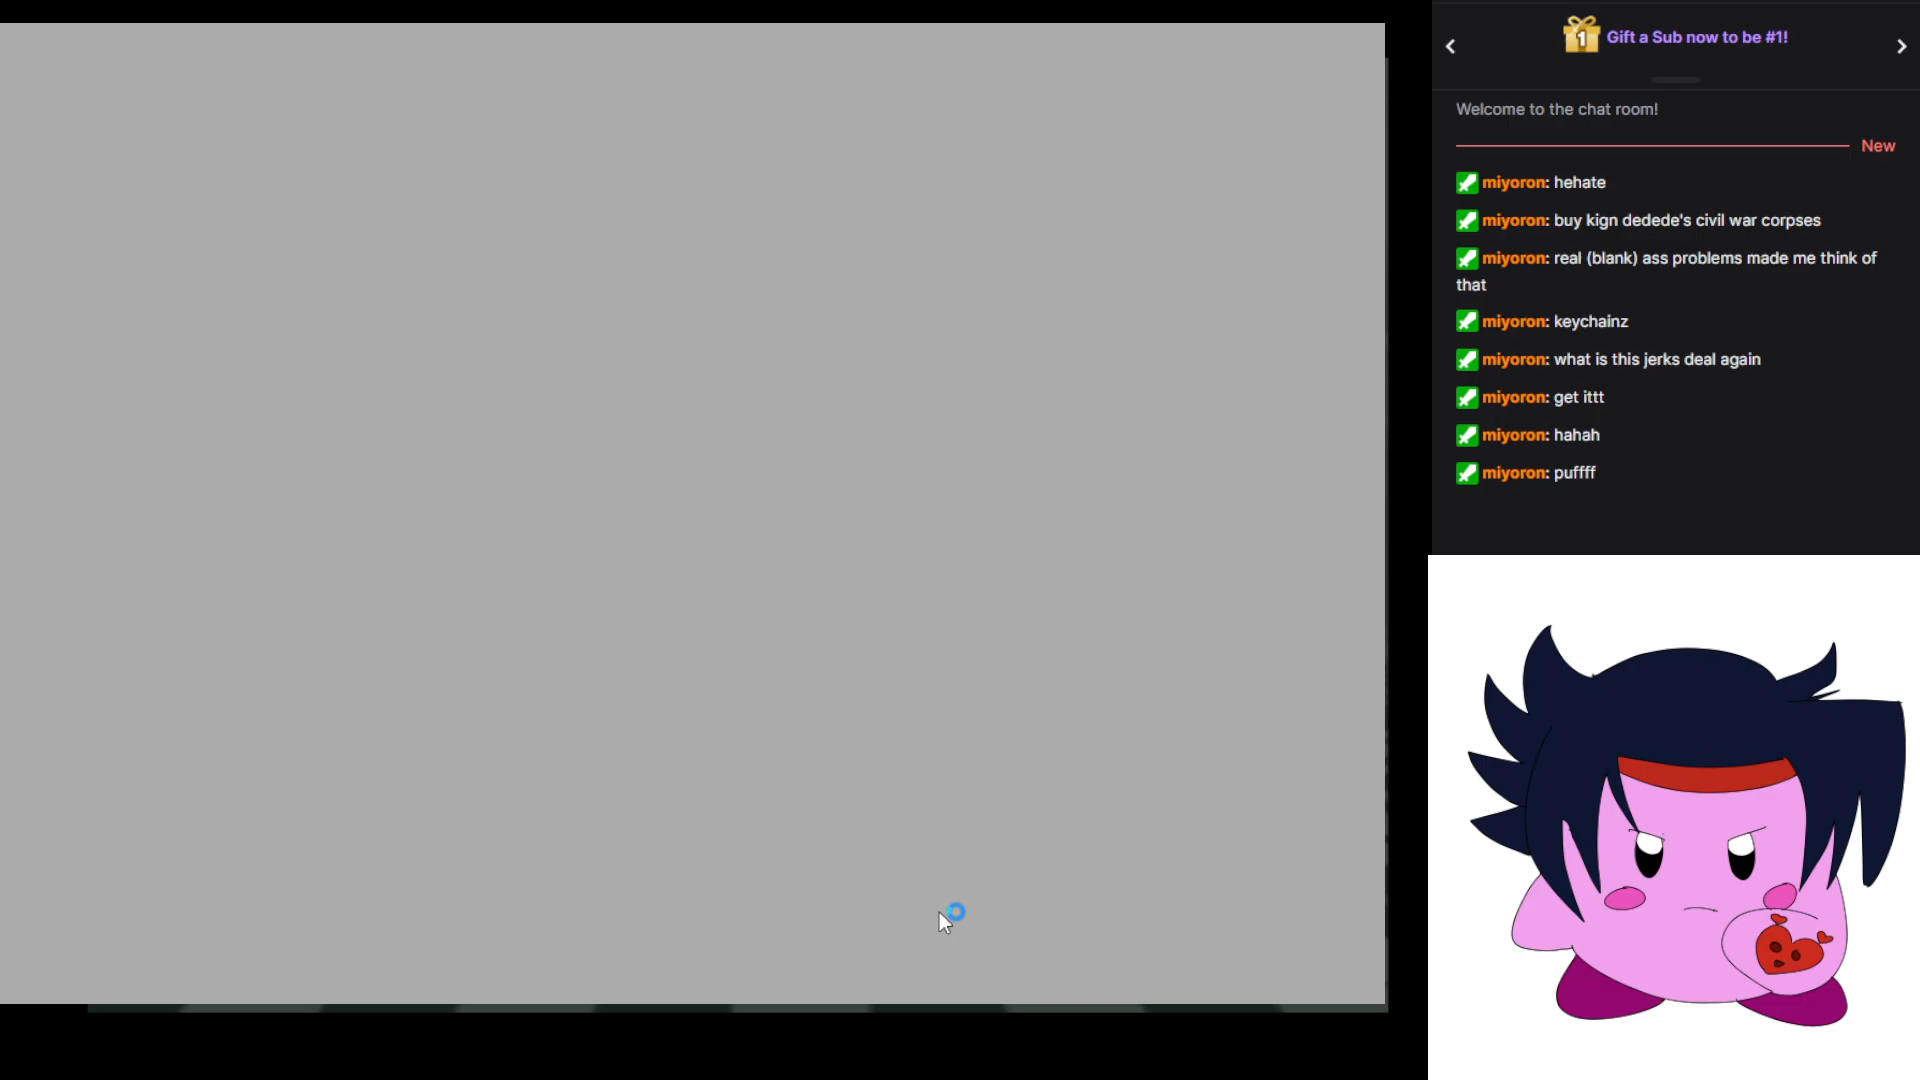 1 Gift a Sub now to be #1!
Welcome to the chat room!
New
miyoron: hehate
miyoron: buy kign dedede's civil war corpses
miyoron: real (blank) ass problems made me think of
that
miyoron: keychainz
miyoron: what is this jerks deal again
miyoron: get ittt
miyoron: hahah
miyoron: puffff